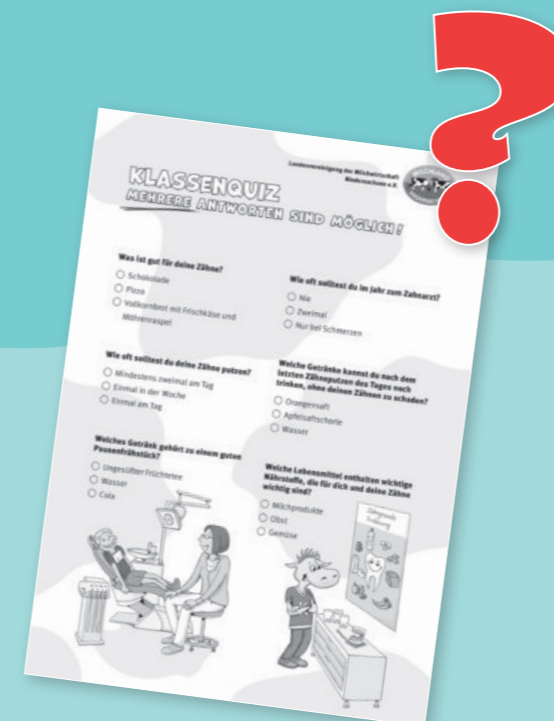 ?
Landesvereinigung der Milchwirtschaft
Niedersachsen e.V.
KLASSENQUIZ
MEHRERE ANTWORTEN SIND MÖGLICH!
Was ist gut für deine Zähne?
Schokolade
Pizza
Vollkornbrot mit Frischkäse und
Möhrenraspel
Wie oft solltest du im Jahr zum Zahnarzt?
Nie
Zweimal
Nur bei Schmerzen
Wie oft solltest du deine Zähne putzen?
Mindestens zweimal am Tag
Einmal in der Woche
Einmal am Tag
Welche Getränke kannst du nach dem
letzten Zähneputzen des Tages noch
trinken, ohne deinen Zähnen zu schaden?
Orangensaft
Apfelsaftschorle
Wasser
Welches Getränk gehört zu einem guten
Pausenfrühstück?
Ungesüßter Früchtetee
Wasser
Cola
Welche Lebensmittel enthalten wichtige
Nährstoffe, die für dich und deine Zähne
wichtig sind?
Milchprodukte
Obst
Gemüse
Zahngesunde
Ernährung